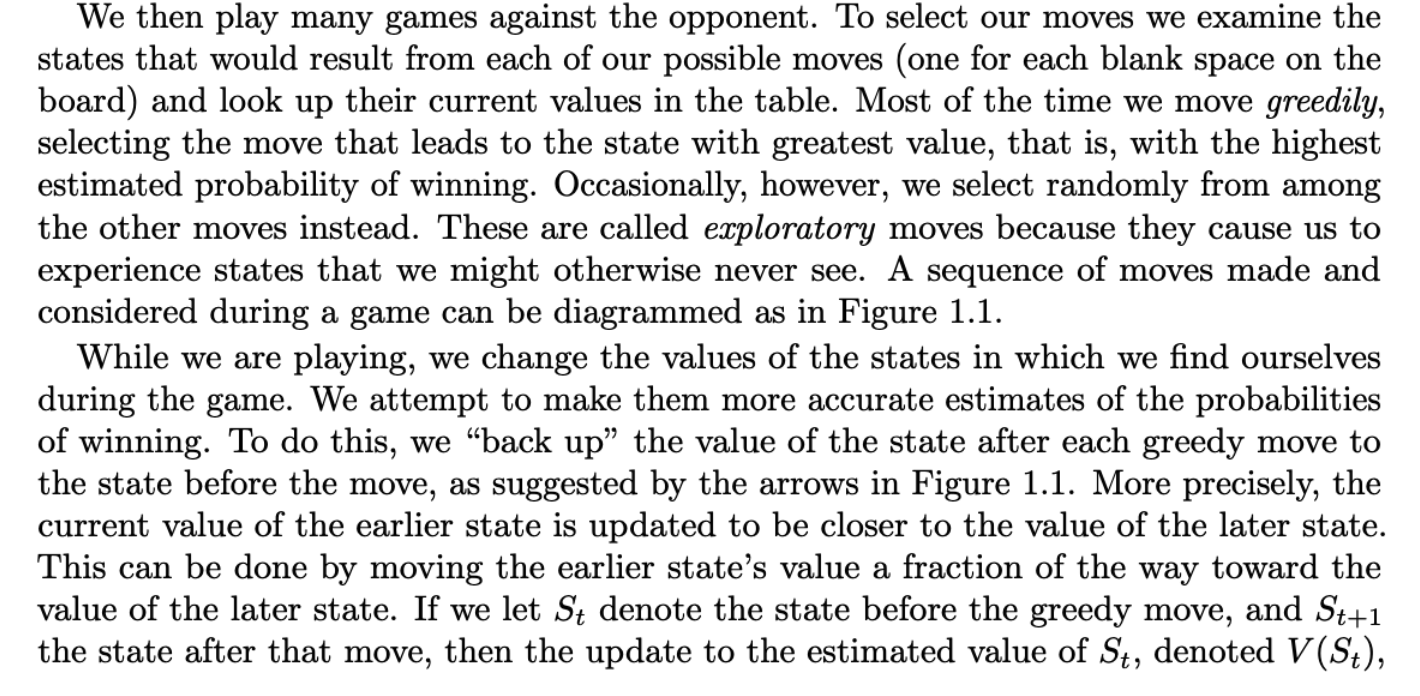 We then play many games against the opponent. To select our moves we examine the
states that would result from each of our possible moves (one for each blank space on the
board) and look up their current values in the table. Most of the time we move greedily,
selecting the move that leads to the state with greatest value, that is, with the highest
estimated probability of winning. Occasionally, however, we select randomly from among
the other moves instead. These are called exploratory moves because they cause us to
experience states that we might otherwise never see. A sequence of moves made and
considered during a game can be diagrammed as in Figure 1.1.
While we are playing, we change the values of the states in which we find ourselves
during the game. We attempt to make them more accurate estimates of the probabilities
of winning. To do this, we “back up” the value of the state after each greedy move to
the state before the move, as suggested by the arrows in Figure 1.1. More precisely, the
current value of the earlier state is updated to be closer to the value of the later state.
This can be done by moving the earlier state’s value a fraction of the way toward the
value of the later state. If we let Sₜ denote the state before the greedy move, and Sₜ₊₁
the state after that move, then the update to the estimated value of Sₜ, denoted V(Sₜ),